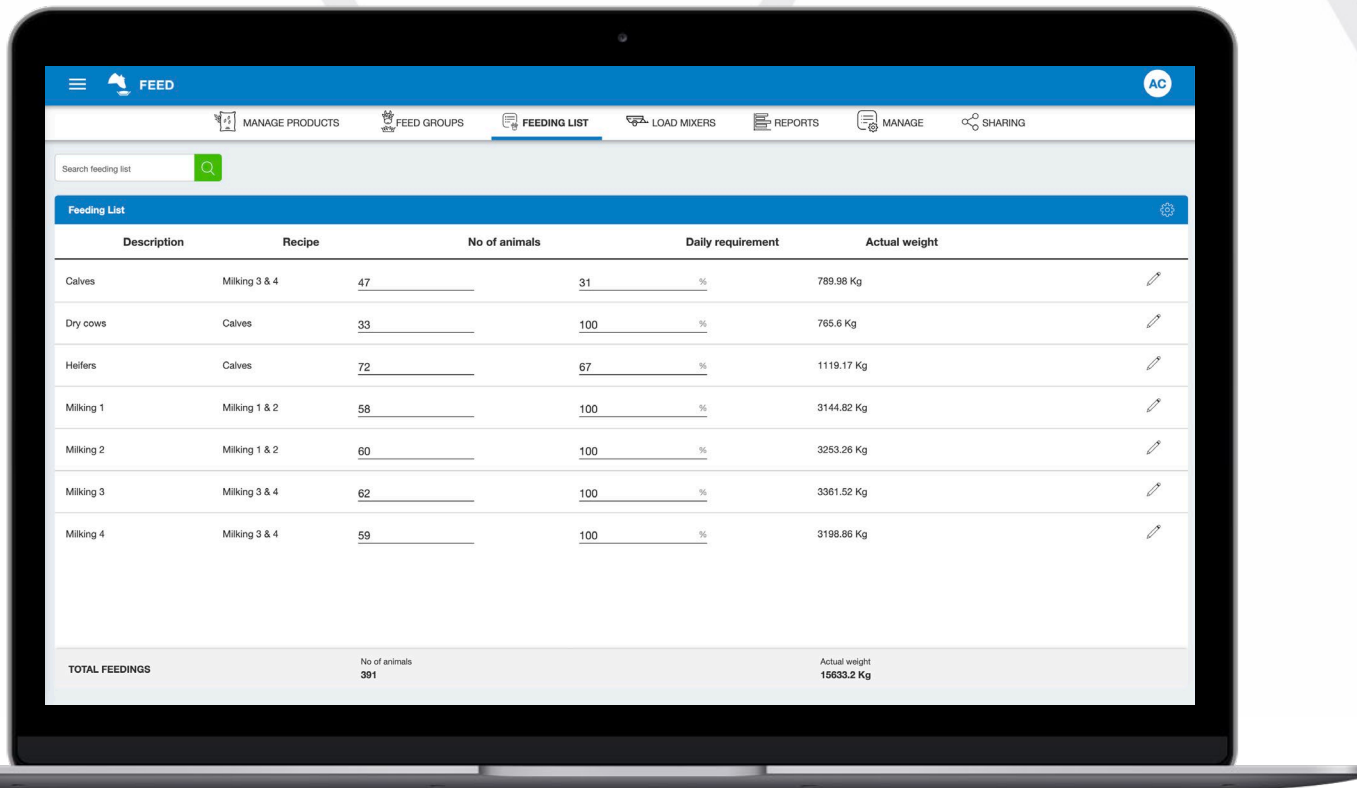 FEED
AC
MANAGE PRODUCTS FEED GROUPS FEEDING LIST LOAD MIXERS REPORTS MANAGE SHARING
Search feeding list
Feeding List
Description Recipe No of animals Daily requirement Actual weight
Calves Milking 3 & 4 47 31 % 789.98 Kg
Dry cows Calves 33 100 % 765.6 Kg
Heifers Calves 72 67 % 1119.17 Kg
Milking 1 Milking 1 & 2 58 100 % 3144.82 Kg
Milking 2 Milking 1 & 2 60 100 % 3253.26 Kg
Milking 3 Milking 3 & 4 62 100 % 3361.52 Kg
Milking 4 Milking 3 & 4 59 100 % 3198.86 Kg
No of animals Actual weight
TOTAL FEEDINGS 391 15633.2 Kg